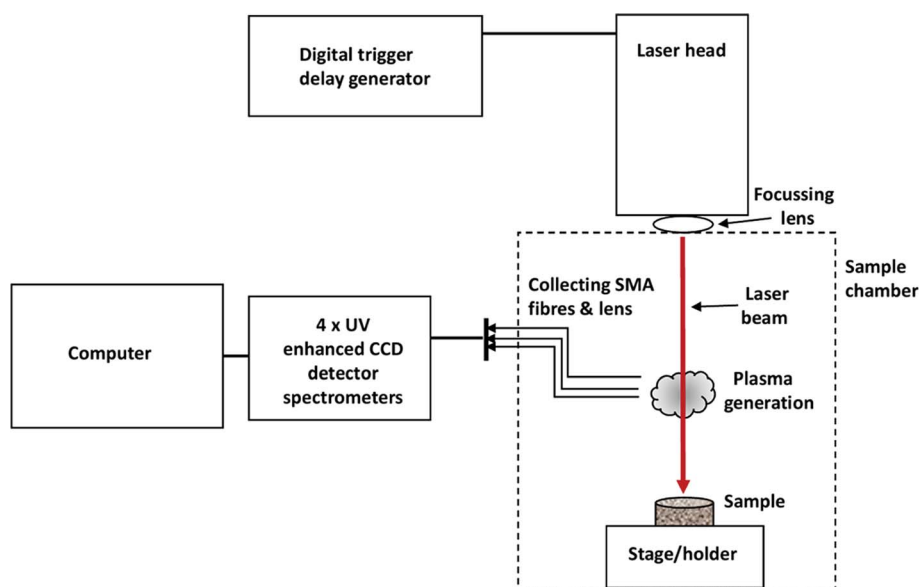 Digital trigger
delay generator
Laser head
Focussing
lens
Sample
chamber
Collecting SMA
fibres & lens
Laser
beam
Computer
4 x UV
enhanced CCD
detector
spectrometers
Plasma
generation
Sample
Stage/holder